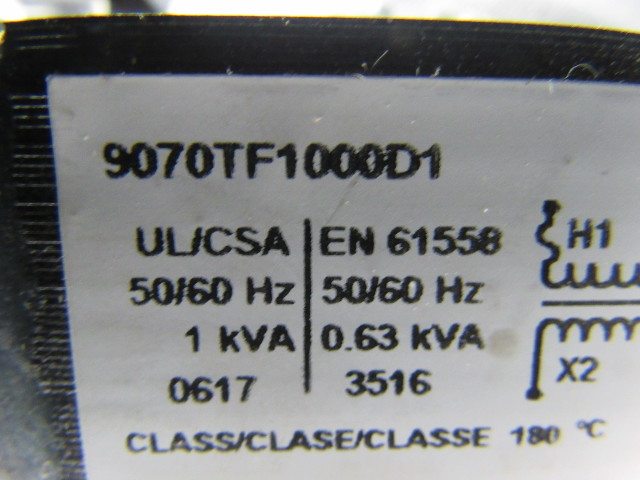 9070TF1000D1
UL/CSA | EN 61558
50/60 Hz | 50/60 Hz
1 kVA | 0.63 kVA
0617 | 3516
CLASS/CLASE/CLASSE 180 °C
H1
X2